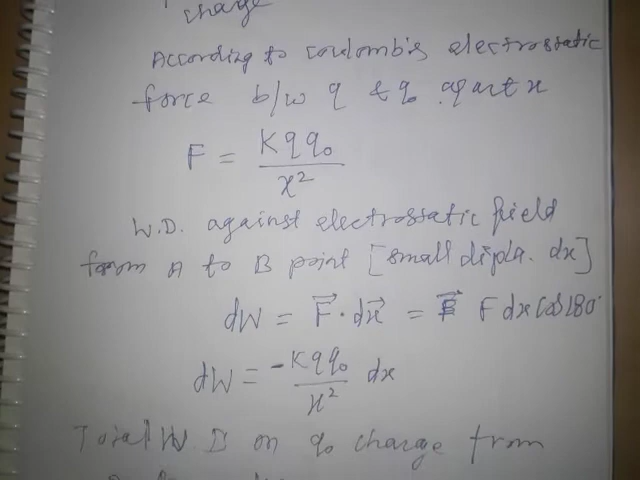 charge
According to coulomb's electrostatic
force b/w q & q₀ apart x
F = Kqq₀/x²
W.D. against electrostatic field
from A to B point [small displa. dx]
dW = F⃗ · dx⃗ = F dx cos180°
dW = -Kqq₀/x² dx
Total W.D on q₀ charge from